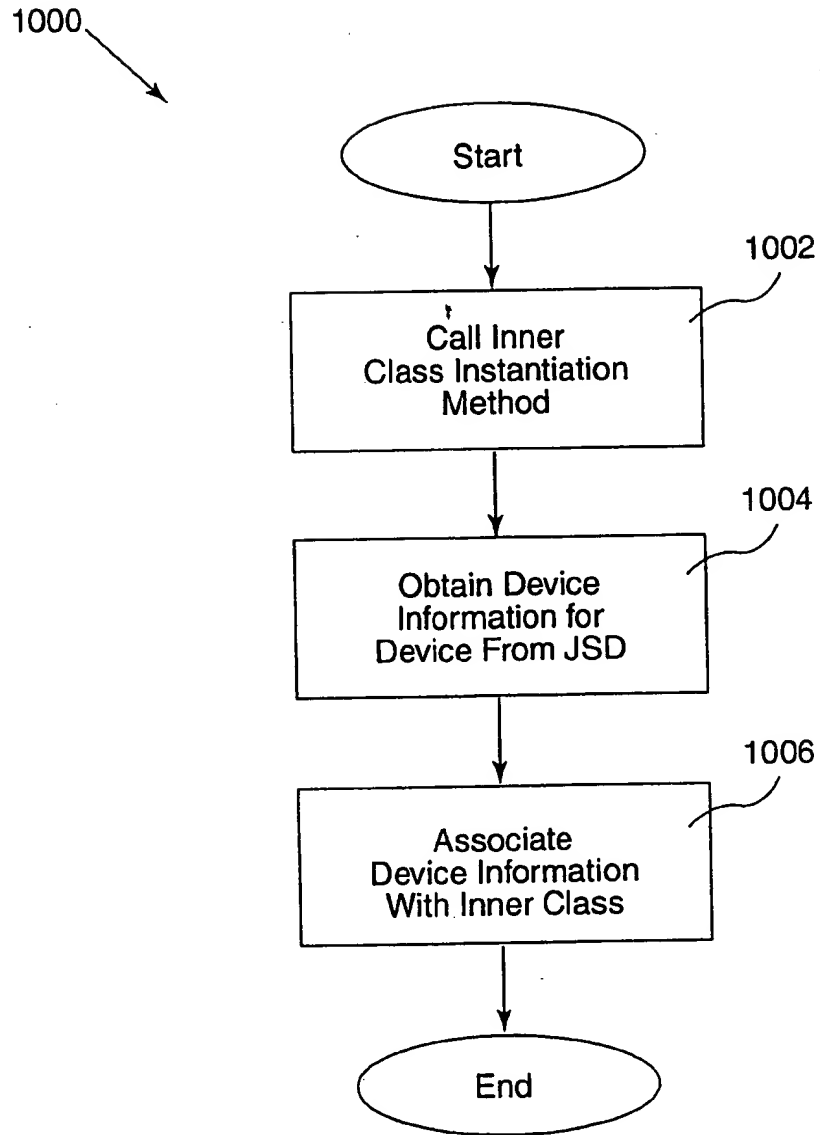 1000
Start
1002
Call Inner
Class Instantiation
Method
1004
Obtain Device
Information for
Device From JSD
1006
Associate
Device Information
With Inner Class
End